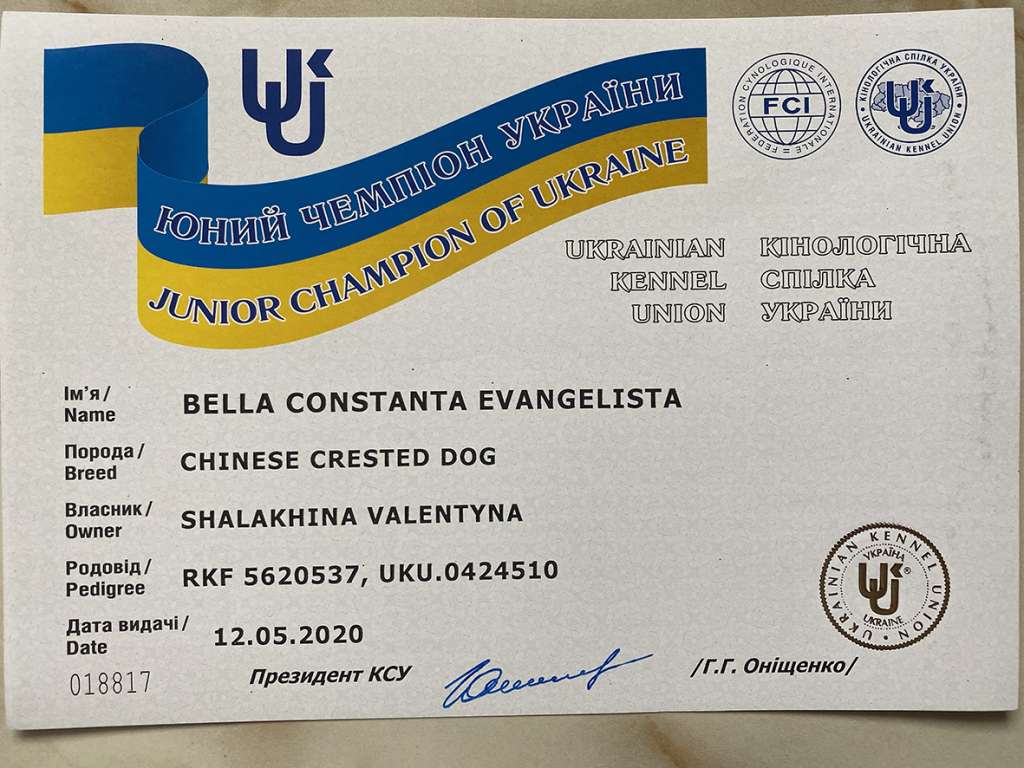 UKU
ЮНИЙ ЧЕМПІОН УКРАЇНИ
JUNIOR CHAMPION OF UKRAINE
FEDERATION CYNOLOGIQUE INTERNATIONALE
FCI
КІНОЛОГІЧНА СПІЛКА УКРАЇНИ
UKU
UKRAINIAN KENNEL UNION
UKRAINIAN
KENNEL
UNION
КІНОЛОГІЧНА
СПІЛКА
УКРАЇНИ
Ім'я/
Name
BELLA CONSTANTA EVANGELISTA
Порода/
Breed
CHINESE CRESTED DOG
Власник/
Owner
SHALAKHINA VALENTYNA
Родовід/
Pedigree
RKF 5620537, UKU.0424510
Дата видачі/
Date
12.05.2020
UKRAINIAN KENNEL UNION
УКРАЇНА
UKU®
UKRAINE
018817
Президент КСУ
/Г.Г. Оніщенко/